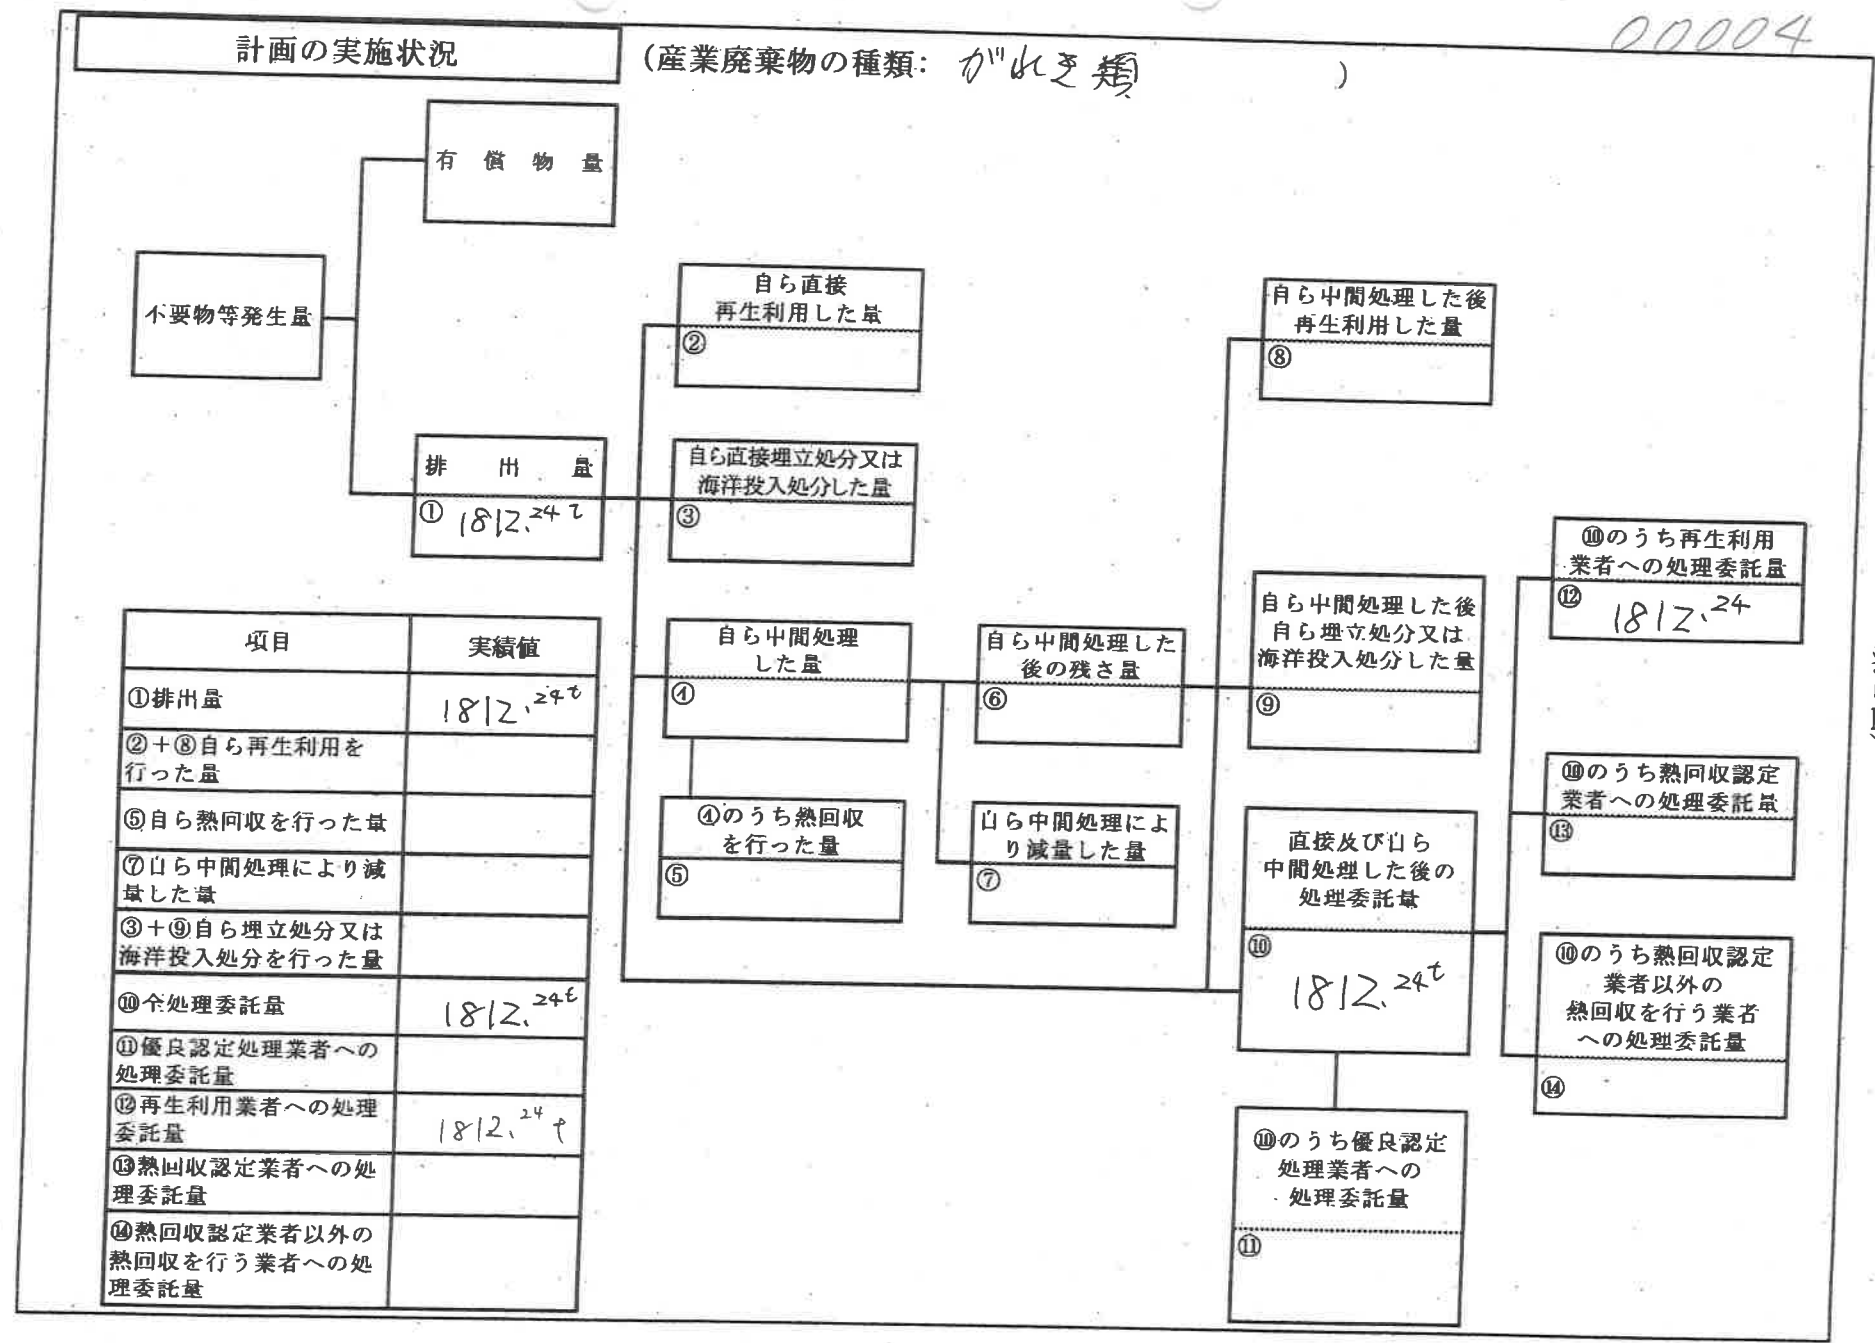 00004
計画の実施状況
(産業廃棄物の種類: がれき類 )
有償物量
不要物等発生量
自ら直接
再生利用した量
②
自ら中間処理した後
再生利用した量
⑧
排出量
① 1812.24t
自ら直接埋立処分又は
海洋投入処分した量
③
⑩のうち再生利用
業者への処理委託量
⑫ 1812.24
自ら中間処理
した量
④
自ら中間処理した
後の残さ量
⑥
自ら中間処理した後
自ら埋立処分又は
海洋投入処分した量
⑨
④のうち熱回収
を行った量
⑤
自ら中間処理によ
り減量した量
⑦
直接及び自ら
中間処理した後の
処理委託量
⑩
1812.24t
⑩のうち熱回収認定
業者への処理委託量
⑬
⑩のうち熱回収認定
業者以外の
熱回収を行う業者
への処理委託量
⑭
⑩のうち優良認定
処理業者への
処理委託量
⑪
項目 実績値
①排出量 1812.24t
②+⑧自ら再生利用を
行った量
⑤自ら熱回収を行った量
⑦自ら中間処理により減
量した量
③+⑨自ら埋立処分又は
海洋投入処分を行った量
⑩全処理委託量 1812.24t
⑪優良認定処理業者への
処理委託量
⑫再生利用業者への処理
委託量 1812.24t
⑬熱回収認定業者への処
理委託量
⑭熱回収認定業者以外の
熱回収を行う業者への処
理委託量